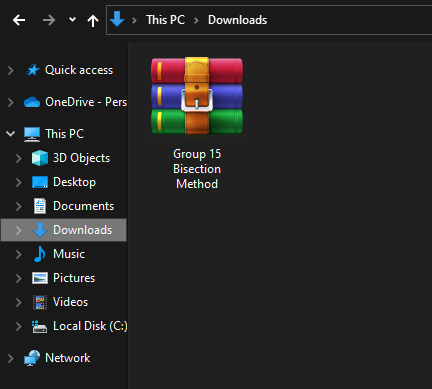 This PC > Downloads
Quick access
OneDrive - Pers
This PC
3D Objects
Desktop
Documents
Downloads
Music
Pictures
Videos
Local Disk (C:)
Network
Group 15
Bisection
Method